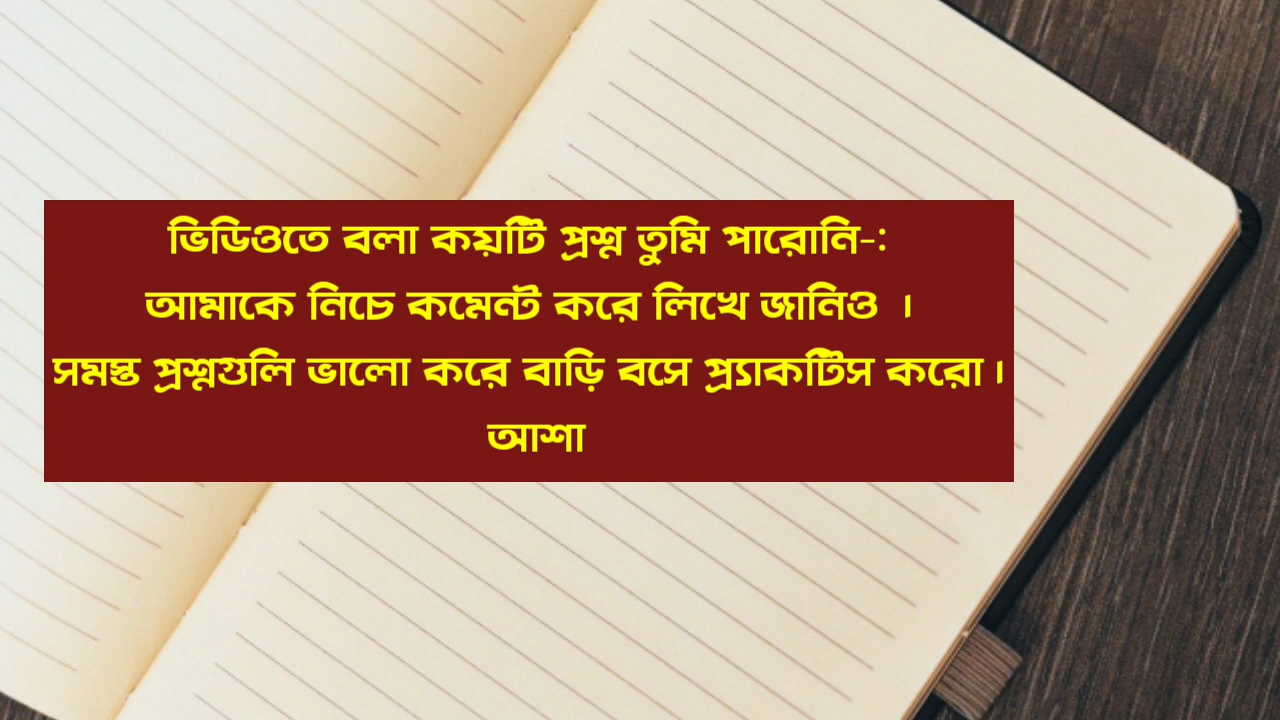 ভিডিওতে বলা কয়টি প্রশ্ন তুমি পারোনি-:
আমাকে নিচে কমেন্ট করে লিখে জানিও ।
সমস্ত প্রশ্নগুলি ভালো করে বাড়ি বসে প্র্যাকটিস করো।
আশা